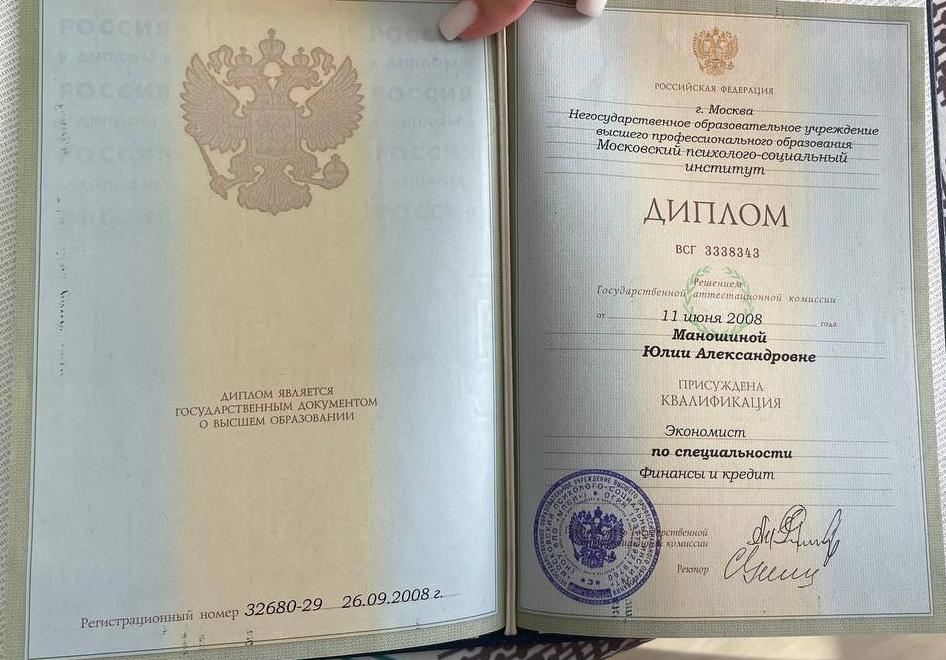 ДИПЛОМ ЯВЛЯЕТСЯ
ГОСУДАРСТВЕННЫМ ДОКУМЕНТОМ
О ВЫСШЕМ ОБРАЗОВАНИИ
Регистрационный номер 32680-29 26.09.2008 г.
РОССИЙСКАЯ ФЕДЕРАЦИЯ
г. Москва
Негосударственное образовательное учреждение
высшего профессионального образования
Московский психолого-социальный
институт
ДИПЛОМ
ВСГ 3338343
Решением
Государственной аттестационной комиссии
от 11 июня 2008 года
Маношиной
Юлии Александровне
ПРИСУЖДЕНА
КВАЛИФИКАЦИЯ
Экономист
по специальности
Финансы и кредит
Государственной
комиссии
Ректор